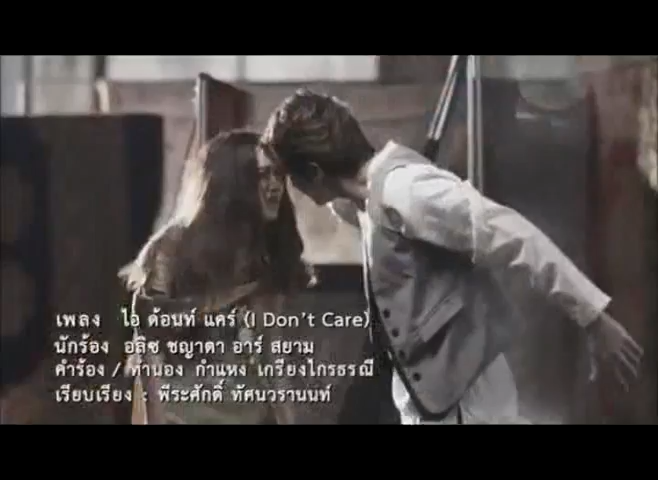 เพลง ไอ ด้อนท์ แคร์ (I Don't Care)
นักร้อง อลิซ ชญาดา อาร์ สยาม
คำร้อง / ทำนอง กำแหง เกรียงไกรธรณี
เรียบเรียง : พีระศักดิ์ ทัศนวรานนท์